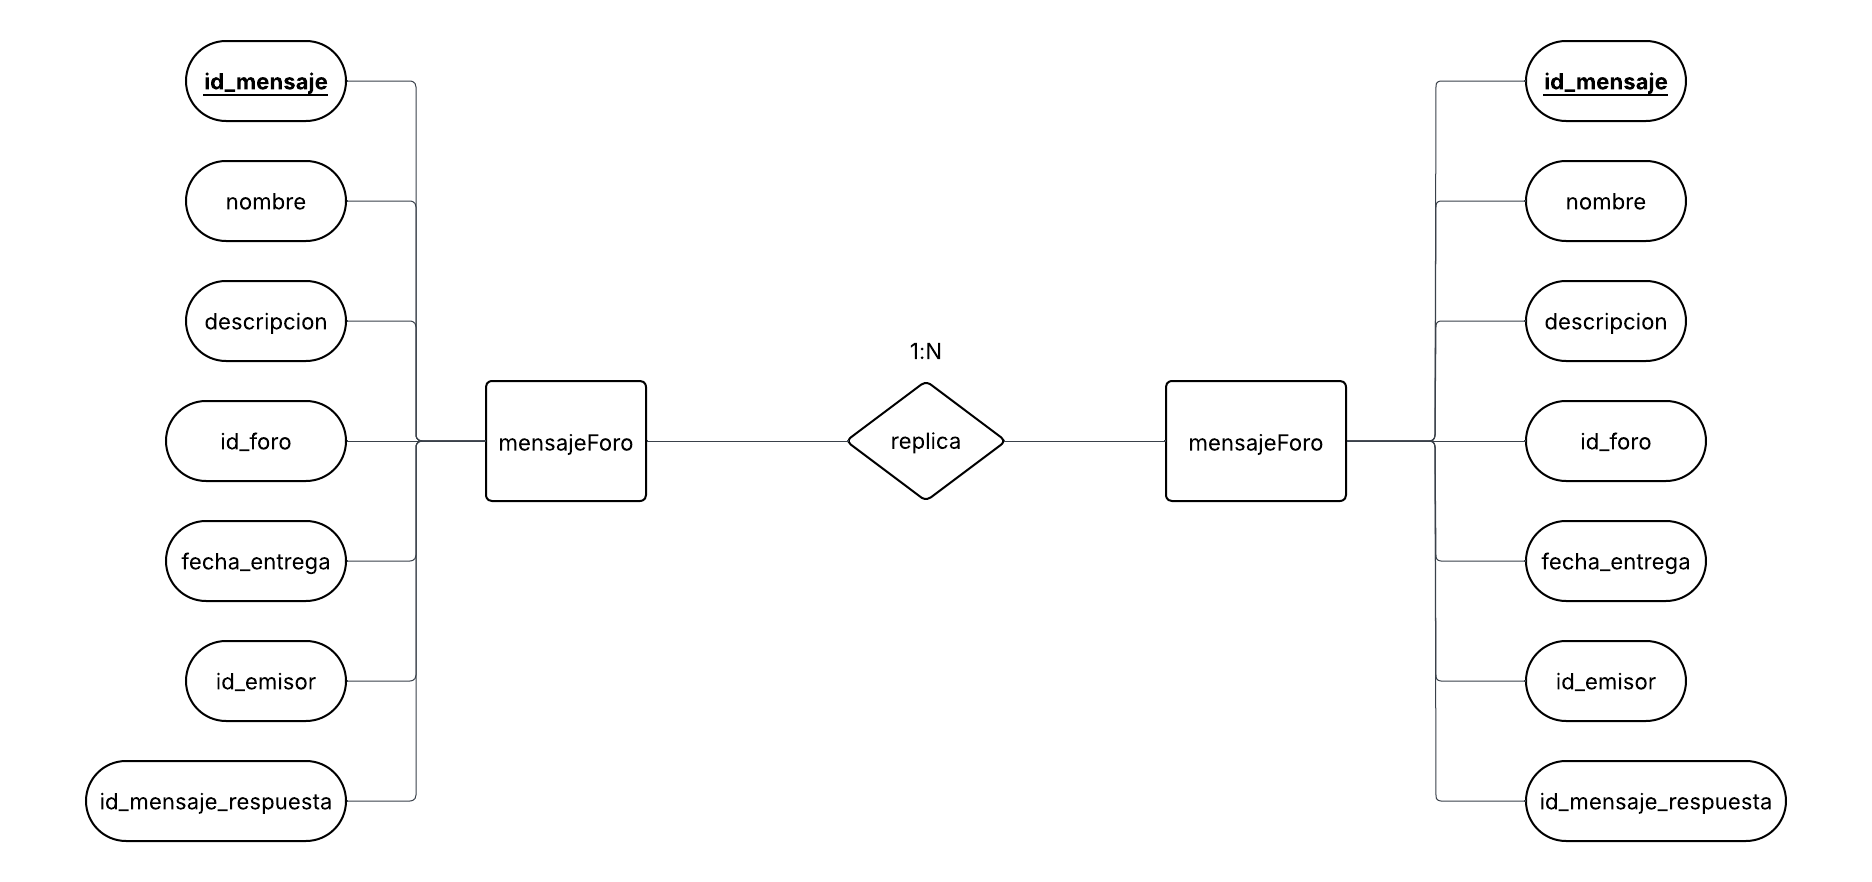 id_mensaje
nombre
descripcion
id_foro
fecha_entrega
id_emisor
id_mensaje_respuesta
mensajeForo
1:N
replica
mensajeForo
id_mensaje
nombre
descripcion
id_foro
fecha_entrega
id_emisor
id_mensaje_respuesta